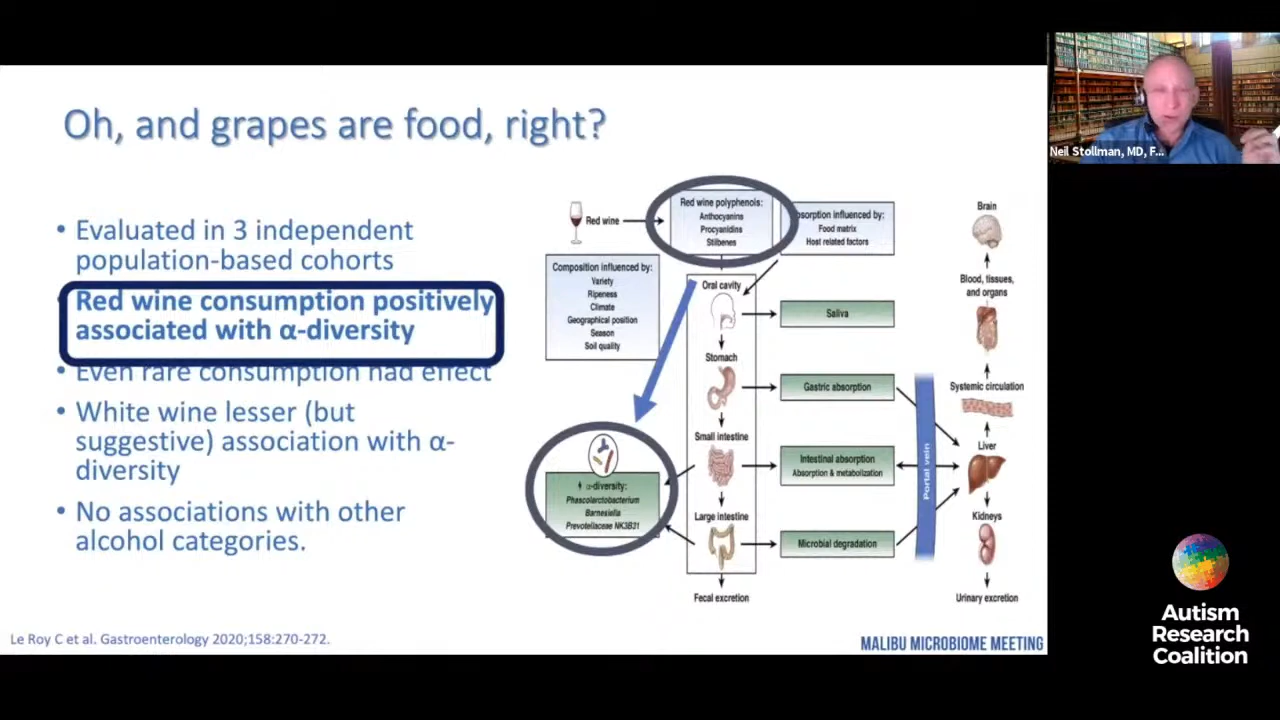 Oh, and grapes are food, right?
• Evaluated in 3 independent
population-based cohorts
Red wine consumption positively
associated with α-diversity
• Even rare consumption had effect
• White wine lesser (but
suggestive) association with α-
diversity
• No associations with other
alcohol categories.
Le Roy C et al. Gastroenterology 2020;158:270-272.
Red wine
Red wine polyphenols:
Anthocyanins
Procyanidins
Stilbenes
sorption influenced by:
Food matrix
Host related factors
Composition influenced by:
Variety
Ripeness
Climate
Geographical position
Season
Soil quality
Oral cavity
Saliva
Stomach
Gastric absorption
Small intestine
Intestinal absorption
Absorption & metabolization
Large intestine
Microbial degradation
Fecal excretion
α-diversity:
Phascolarctobacterium
Barnesiella
Prevotellaceae NK3B31
Portal vein
Brain
Blood, tissues,
and organs
Systemic circulation
Liver
Kidneys
Urinary excretion
MALIBU MICROBIOME MEETING
Neil Stollman, MD, F...
Autism
Research
Coalition